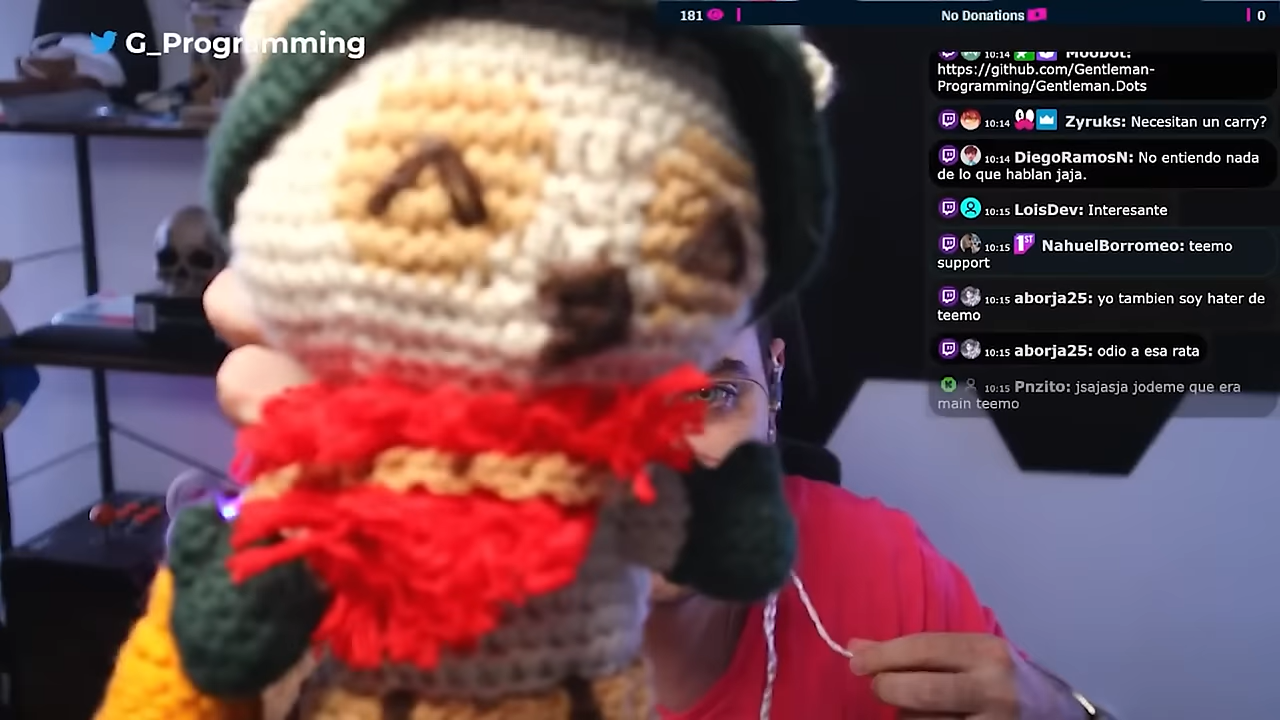 G_Programming
181
No Donations
0
10:14 Moobot:
https://github.com/Gentleman-
Programming/Gentleman.Dots
10:14 Zyruks: Necesitan un carry?
10:14 DiegoRamosN: No entiendo nada
de lo que hablan jaja.
10:15 LoisDev: Interesante
10:15 1ST NahuelBorromeo: teemo
support
10:15 aborja25: yo tambien soy hater de
teemo
10:15 aborja25: odio a esa rata
10:15 Pnzito: jsajasja jodeme que era
main teemo